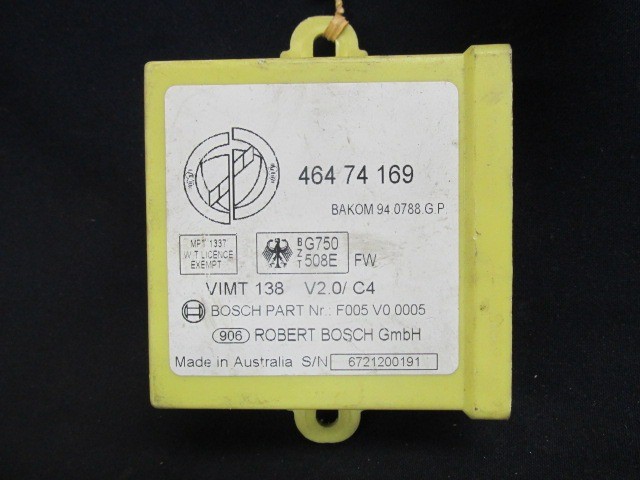 464 74 169
BAKOM 94 0788.G.P
MPT 1337
W T LICENCE
EXEMPT
BZT
G750
508E
FW
VIMT 138 V2.0/ C4
BOSCH PART Nr.: F005 V0 0005
906 ROBERT BOSCH GmbH
Made in Australia S/N 6721200191